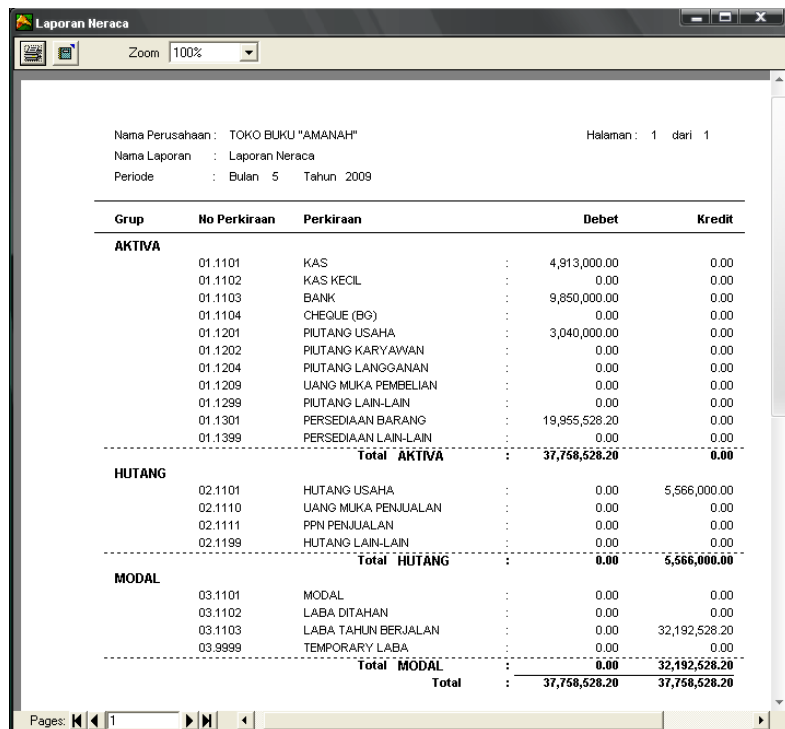 Laporan Neraca
Zoom 100%
Nama Perusahaan : TOKO BUKU "AMANAH" Halaman : 1 dari 1
Nama Laporan : Laporan Neraca
Periode : Bulan 5 Tahun 2009
Grup No Perkiraan Perkiraan Debet Kredit
AKTIVA
01.1101 KAS : 4,913,000.00 0.00
01.1102 KAS KECIL : 0.00 0.00
01.1103 BANK : 9,850,000.00 0.00
01.1104 CHEQUE (BG) : 0.00 0.00
01.1201 PIUTANG USAHA : 3,040,000.00 0.00
01.1202 PIUTANG KARYAWAN : 0.00 0.00
01.1204 PIUTANG LANGGANAN : 0.00 0.00
01.1209 UANG MUKA PEMBELIAN : 0.00 0.00
01.1299 PIUTANG LAIN-LAIN : 0.00 0.00
01.1301 PERSEDIAAN BARANG : 19,955,528.20 0.00
01.1399 PERSEDIAAN LAIN-LAIN : 0.00 0.00
Total AKTIVA : 37,758,528.20 0.00
HUTANG
02.1101 HUTANG USAHA : 0.00 5,566,000.00
02.1110 UANG MUKA PENJUALAN : 0.00 0.00
02.1111 PPN PENJUALAN : 0.00 0.00
02.1199 HUTANG LAIN-LAIN : 0.00 0.00
Total HUTANG : 0.00 5,566,000.00
MODAL
03.1101 MODAL : 0.00 0.00
03.1102 LABA DITAHAN : 0.00 0.00
03.1103 LABA TAHUN BERJALAN : 0.00 32,192,528.20
03.9999 TEMPORARY LABA : 0.00 0.00
Total MODAL : 0.00 32,192,528.20
Total : 37,758,528.20 37,758,528.20
Pages: 1